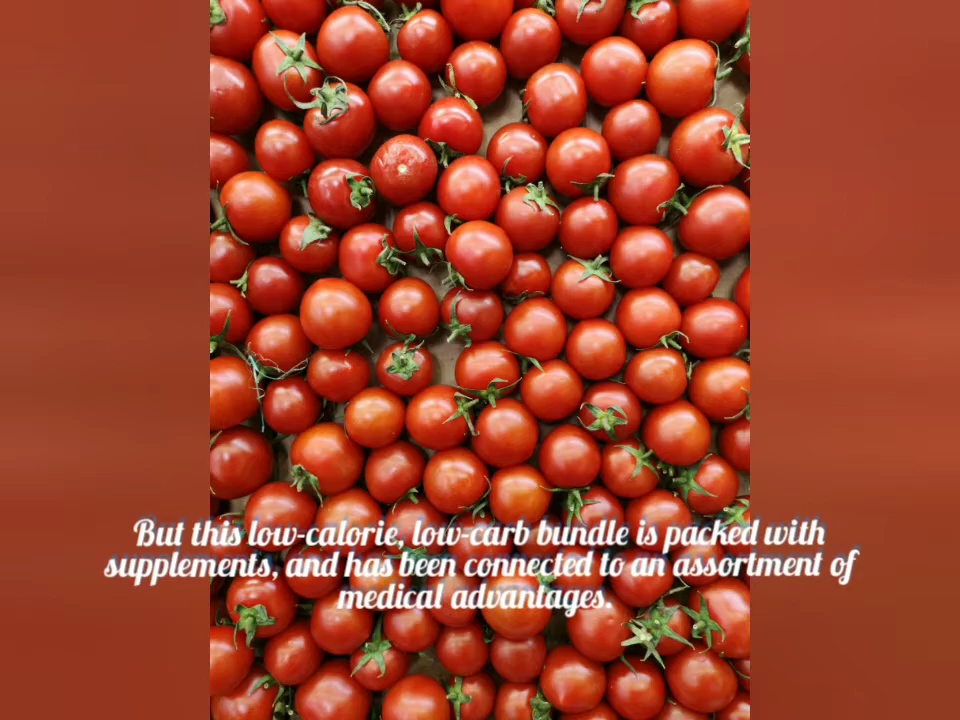 But this low-calorie, low-carb bundle is packed with
supplements, and has been connected to an assortment of
medical advantages.